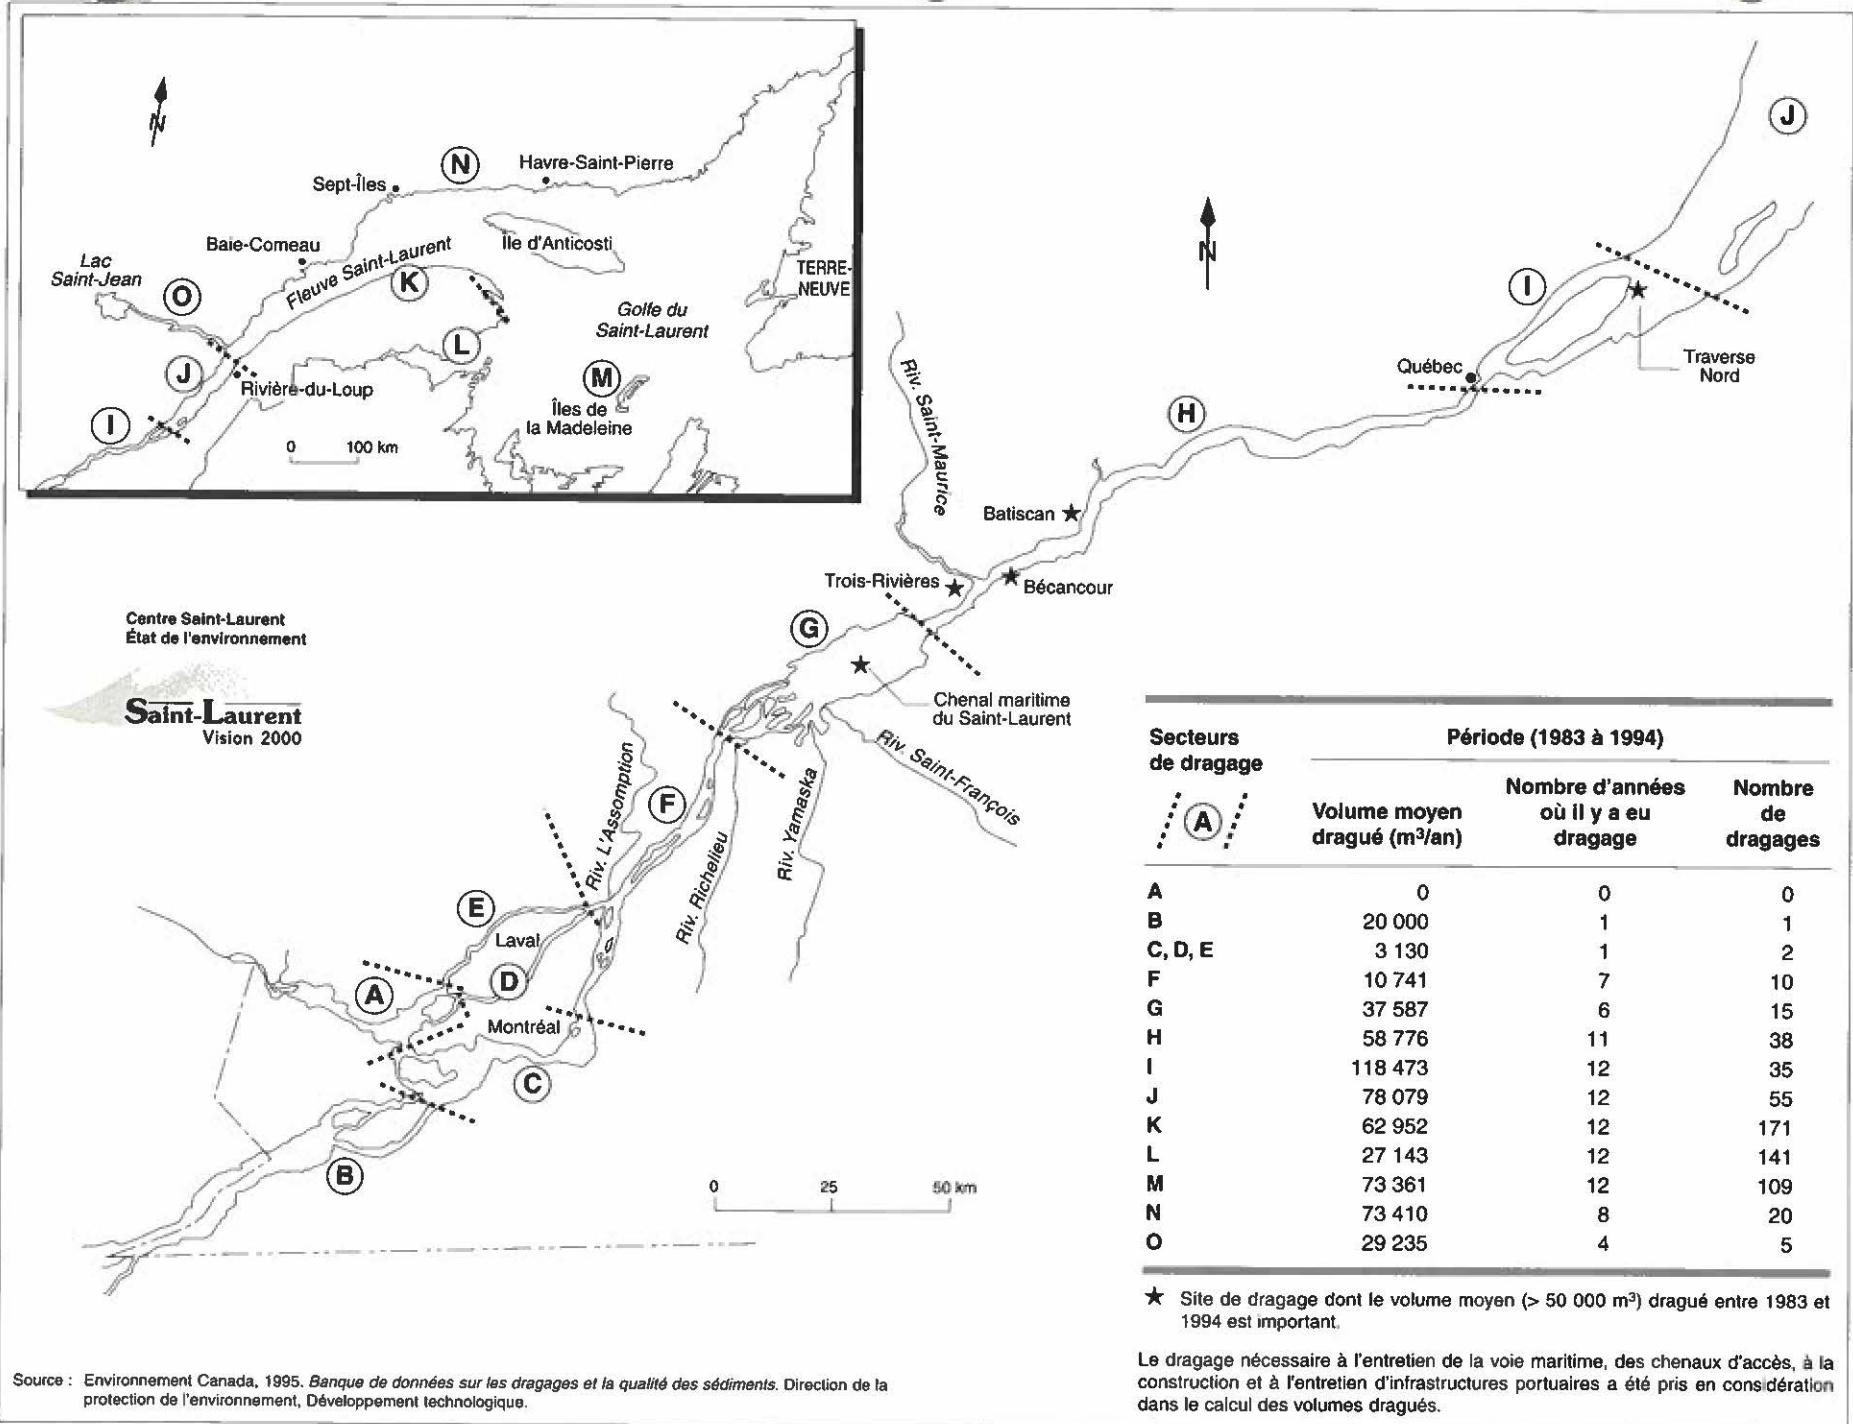 N
N
Havre-Saint-Pierre
Sept-Îles
Baie-Comeau
Île d'Anticosti
Lac
Saint-Jean
O
Fleuve Saint-Laurent
K
TERRE-
NEUVE
Golfe du
Saint-Laurent
L
J
M
Rivière-du-Loup
Îles de
la Madeleine
I
0 100 km
J
N
I
Traverse
Nord
Québec
H
Riv. Saint-Maurice
Batiscan
Trois-Rivières
Bécancour
G
Chenal maritime
du Saint-Laurent
Centre Saint-Laurent
État de l'environnement
Saint-Laurent
Vision 2000
Riv. L'Assomption
F
Riv. Richelieu
Riv. Yamaska
Riv. Saint-François
E
Laval
D
A
Montréal
C
B
0 25 50 km
Secteurs
de dragage
A
Période (1983 à 1994)
Volume moyen
dragué (m³/an)
Nombre d'années
où il y a eu
dragage
Nombre
de
dragages
A 0 0 0
B 20 000 1 1
C, D, E 3 130 1 2
F 10 741 7 10
G 37 587 6 15
H 58 776 11 38
I 118 473 12 35
J 78 079 12 55
K 62 952 12 171
L 27 143 12 141
M 73 361 12 109
N 73 410 8 20
O 29 235 4 5
★ Site de dragage dont le volume moyen (> 50 000 m³) dragué entre 1983 et
1994 est important.
Le dragage nécessaire à l'entretien de la voie maritime, des chenaux d'accès, à la
construction et à l'entretien d'infrastructures portuaires a été pris en considération
dans le calcul des volumes dragués.
Source : Environnement Canada, 1995. Banque de données sur les dragages et la qualité des sédiments. Direction de la
protection de l'environnement, Développement technologique.